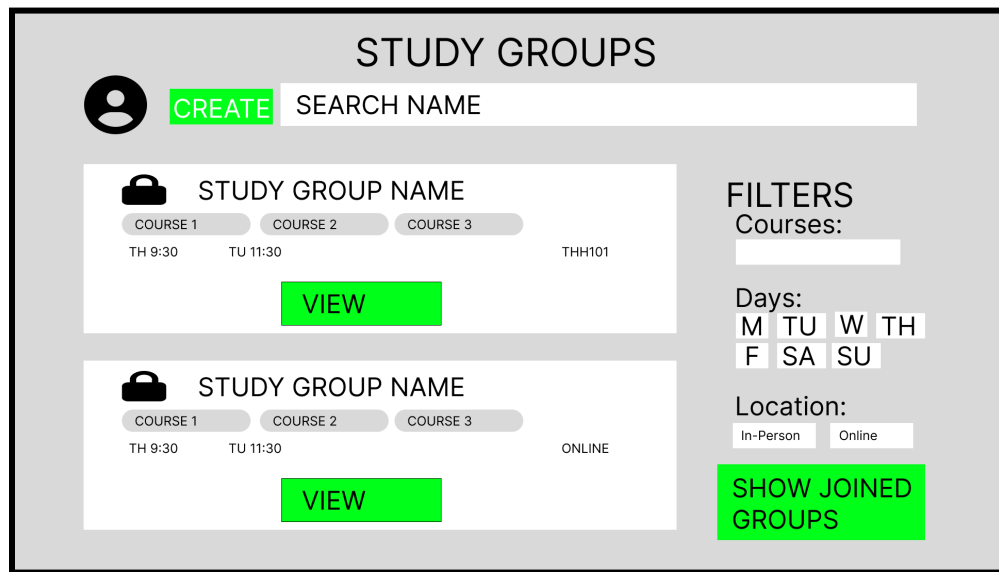 STUDY GROUPS
CREATE
SEARCH NAME
STUDY GROUP NAME
COURSE 1 COURSE 2 COURSE 3
TH 9:30 TU 11:30 THH101
VIEW
STUDY GROUP NAME
COURSE 1 COURSE 2 COURSE 3
TH 9:30 TU 11:30 ONLINE
VIEW
FILTERS
Courses:
Days:
M TU W TH
F SA SU
Location:
In-Person Online
SHOW JOINED
GROUPS